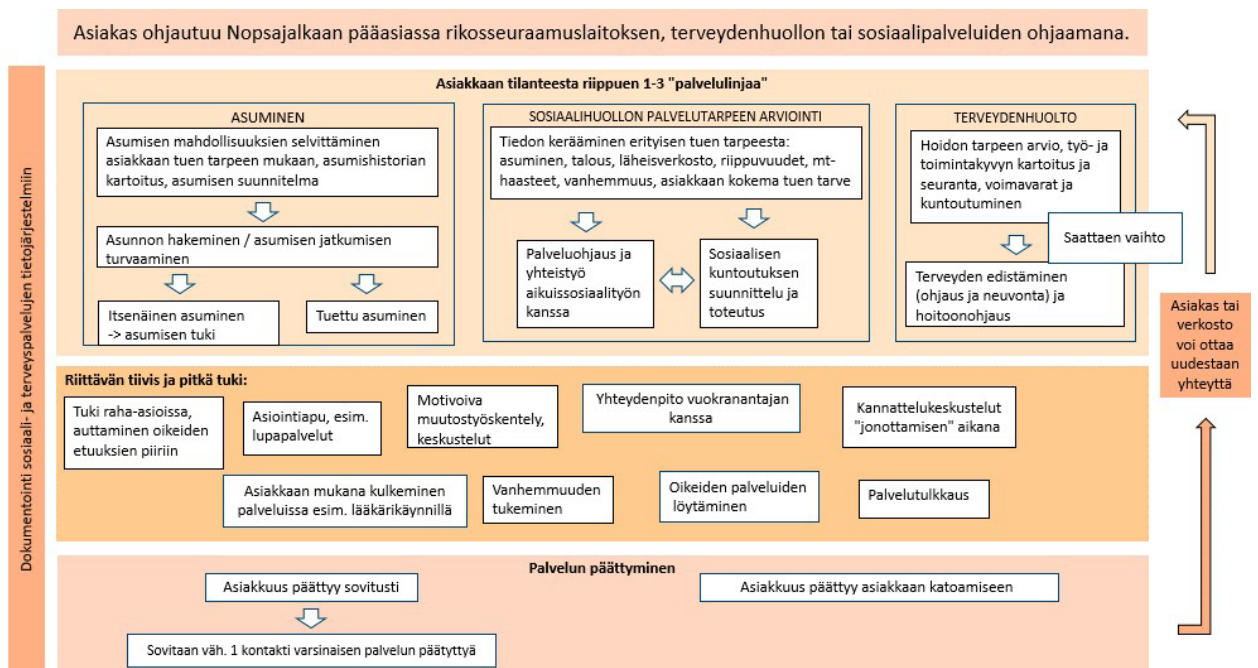 Asiakas ohjautuu Nopsajalkaan pääasiassa rikosseuraamuslaitoksen, terveydenhuollon tai sosiaalipalveluiden ohjaamana.
Dokumentointi sosiaali- ja terveyspalvelujen tietojärjestelmiin
Asiakkaan tilanteesta riippuen 1-3 "palvelulinjaa"
ASUMINEN
Asumisen mahdollisuuksien selvittäminen
asiakkaan tuen tarpeen mukaan, asumishistorian
kartoitus, asumisen suunnitelma
Asunnon hakeminen / asumisen jatkumisen
turvaaminen
Itsenäinen asuminen
-> asumisen tuki
Tuettu asuminen
SOSIAALIHUOLLON PALVELUTARPEEN ARVIOINTI
Tiedon kerääminen erityisen tuen tarpeesta:
asuminen, talous, läheisverkosto, riippuvuudet, mt-
haasteet, vanhemmuus, asiakkaan kokema tuen tarve
Palveluohjaus ja
yhteistyö
aikuissosiaalityön
kanssa
Sosiaalisen
kuntoutuksen
suunnittelu ja
toteutus
TERVEYDENHUOLTO
Hoidon tarpeen arvio, työ- ja
toimintakyvyn kartoitus ja
seuranta, voimavarat ja
kuntoutuminen
Saattaen vaihto
Terveyden edistäminen
(ohjaus ja neuvonta) ja
hoitoonohjaus
Asiakas tai
verkosto
voi ottaa
uudestaan
yhteyttä
Riittävän tiivis ja pitkä tuki:
Tuki raha-asioissa,
auttaminen oikeiden
etuuksien piiriin
Asiointiapu, esim.
lupapalvelut
Motivoiva
muutostyöskentely,
keskustelut
Yhteydenpito vuokranantajan
kanssa
Kannattelukeskustelut
"jonottamisen" aikana
Asiakkaan mukana kulkeminen
palveluissa esim. lääkärikäynnillä
Vanhemmuuden
tukeminen
Oikeiden palveluiden
löytäminen
Palvelutulkkaus
Palvelun päättyminen
Asiakkuus päättyy sovitusti
Asiakkuus päättyy asiakkaan katoamiseen
Sovitaan väh. 1 kontakti varsinaisen palvelun päätyttyä